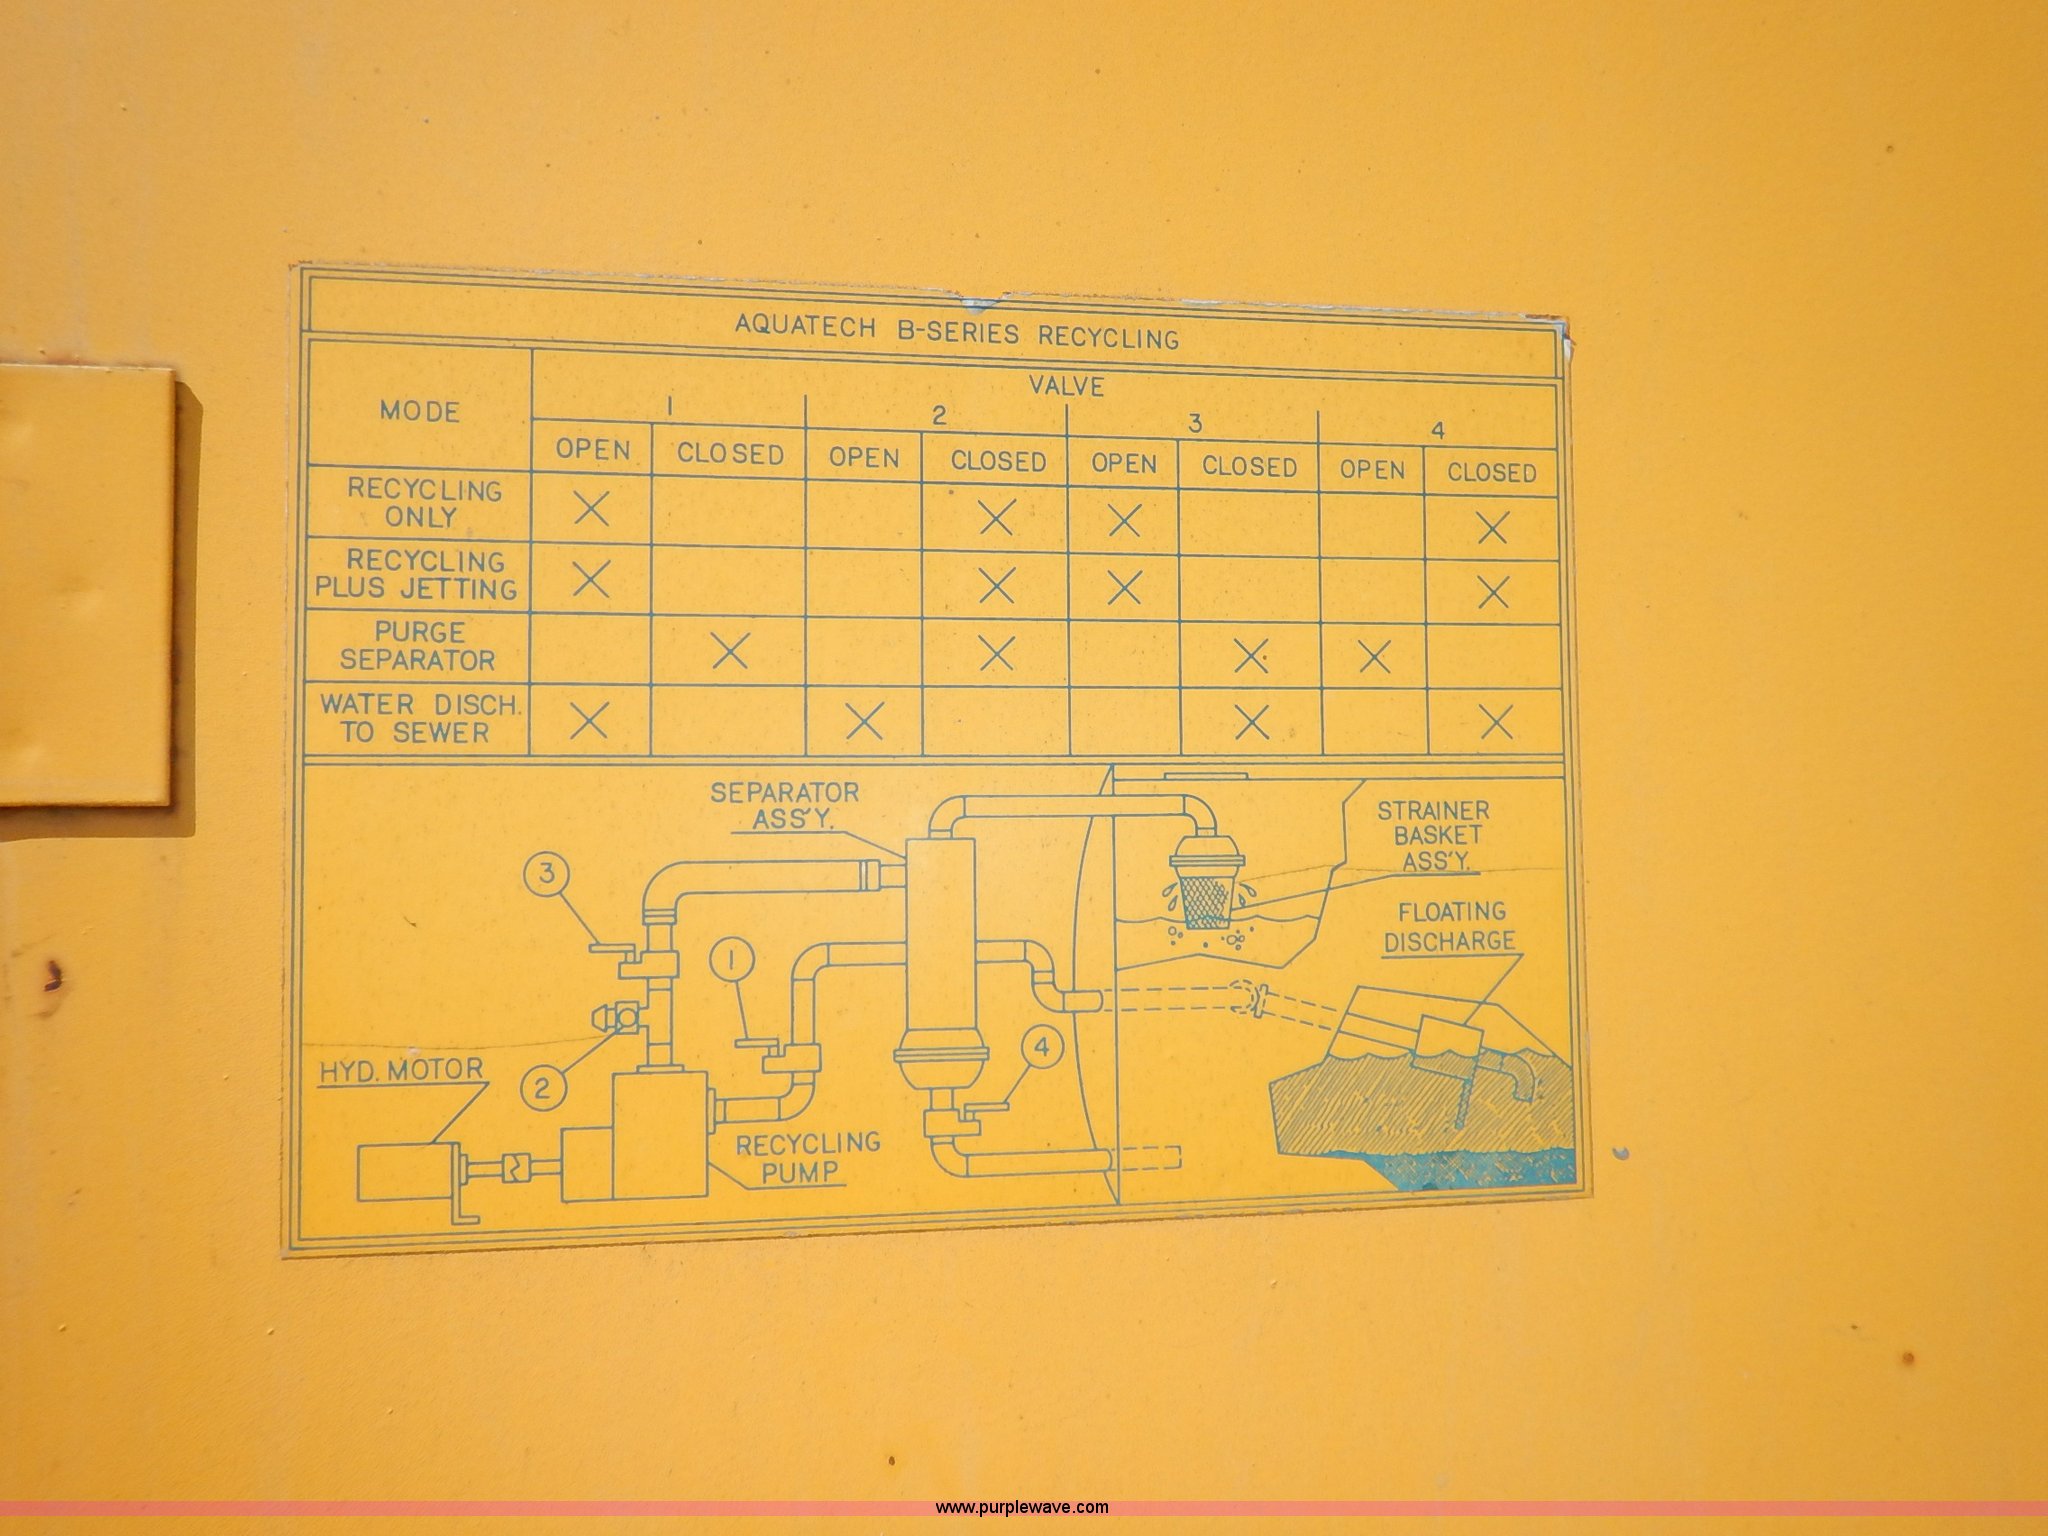 AQUATECH B-SERIES RECYCLING
MODE
VALVE
1 2 3 4
OPEN CLOSED OPEN CLOSED OPEN CLOSED OPEN CLOSED
RECYCLING
ONLY
X X X X
RECYCLING
PLUS JETTING
X X X X
PURGE
SEPARATOR
X X X X
WATER DISCH.
TO SEWER
X X X X
SEPARATOR
ASS'Y.
STRAINER
BASKET
ASS'Y.
3
1
FLOATING
DISCHARGE
4
HYD. MOTOR
2
RECYCLING
PUMP
www.purplewave.com